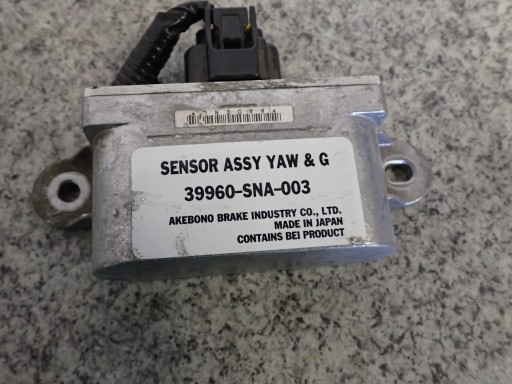 SENSOR ASSY YAW & G
39960-SNA-003
AKEBONO BRAKE INDUSTRY CO., LTD.
MADE IN JAPAN
CONTAINS BEI PRODUCT